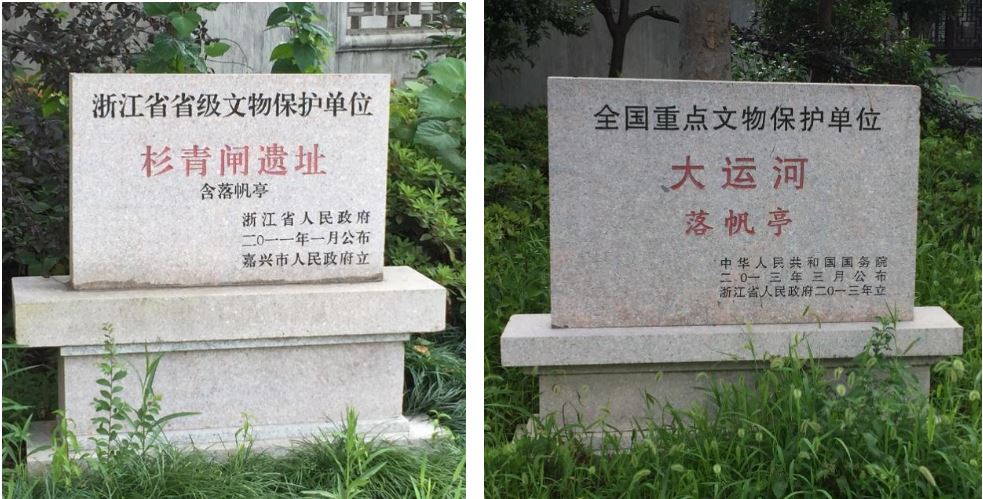 浙江省省级文物保护单位
杉青闸遗址
含落帆亭
浙江省人民政府
二〇一一年一月公布
嘉兴市人民政府立
全国重点文物保护单位
大运河
落帆亭
中华人民共和国国务院
二〇一三年三月公布
浙江省人民政府二〇一三年立